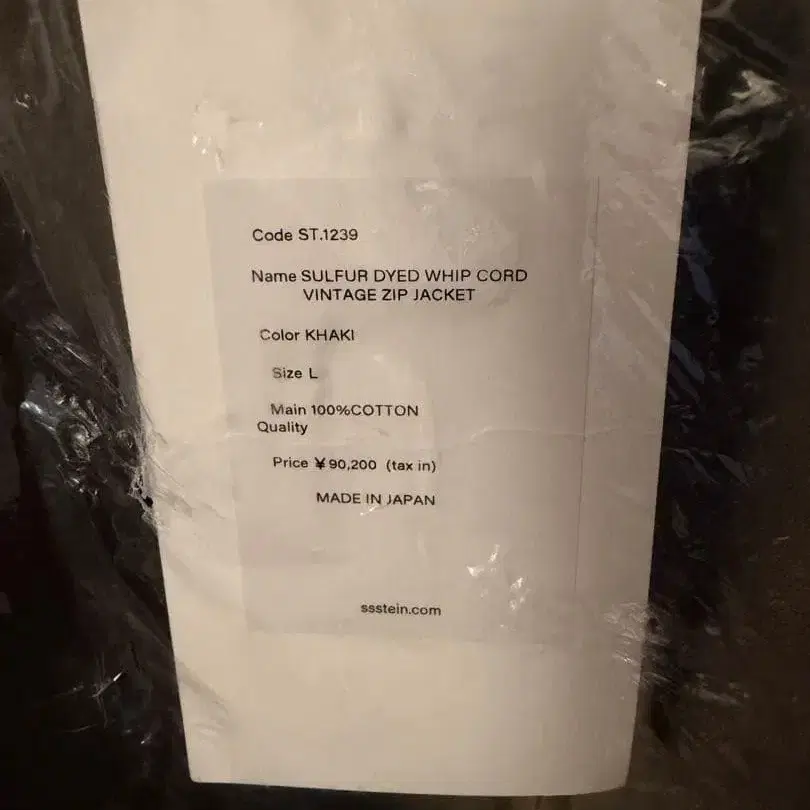 Code ST.1239
Name SULFUR DYED WHIP CORD
VINTAGE ZIP JACKET
Color KHAKI
Size L
Main 100%COTTON
Quality
Price ¥90,200 (tax in)
MADE IN JAPAN
ssstein.com